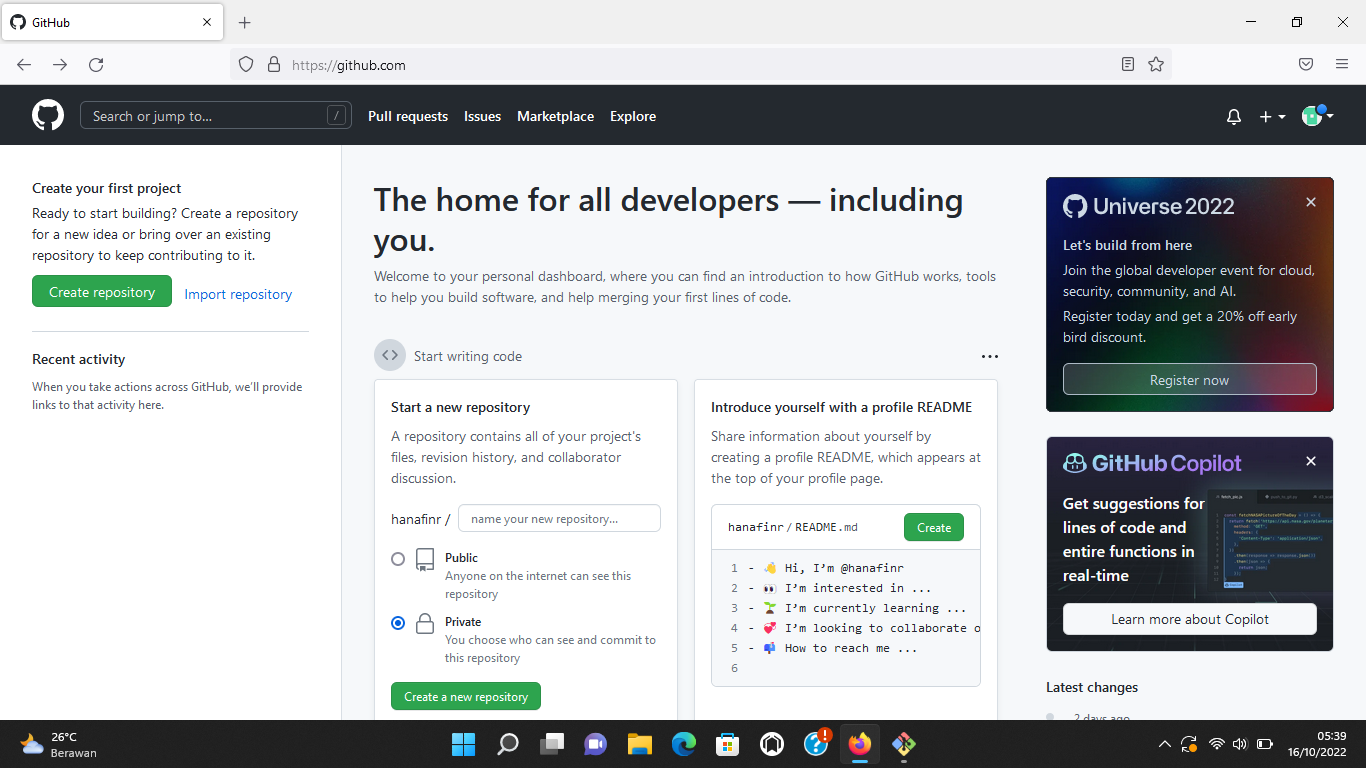 GitHub
https://github.com
Search or jump to...
/
Pull requests
Issues
Marketplace
Explore
Create your first project
Ready to start building? Create a repository
for a new idea or bring over an existing
repository to keep contributing to it.
Create repository
Import repository
Recent activity
When you take actions across GitHub, we'll provide
links to that activity here.
The home for all developers — including
you.
Welcome to your personal dashboard, where you can find an introduction to how GitHub works, tools
to help you build software, and help merging your first lines of code.
Start writing code
Start a new repository
A repository contains all of your project's
files, revision history, and collaborator
discussion.
hanafinr /
name your new repository...
Public
Anyone on the internet can see this
repository
Private
You choose who can see and commit to
this repository
Create a new repository
Introduce yourself with a profile README
Share information about yourself by
creating a profile README, which appears at
the top of your profile page.
hanafinr / README.md
Create
1 - 👋 Hi, I'm @hanafinr
2 - 👀 I'm interested in ...
3 - 🌱 I'm currently learning ...
4 - 💞️ I'm looking to collaborate o
5 - 📫 How to reach me ...
6
Universe 2022
Let's build from here
Join the global developer event for cloud,
security, community, and AI.
Register today and get a 20% off early
bird discount.
Register now
GitHub Copilot
Get suggestions for
lines of code and
entire functions in
real-time
Learn more about Copilot
Latest changes
2 days ago
26°C
Berawan
05:39
16/10/2022